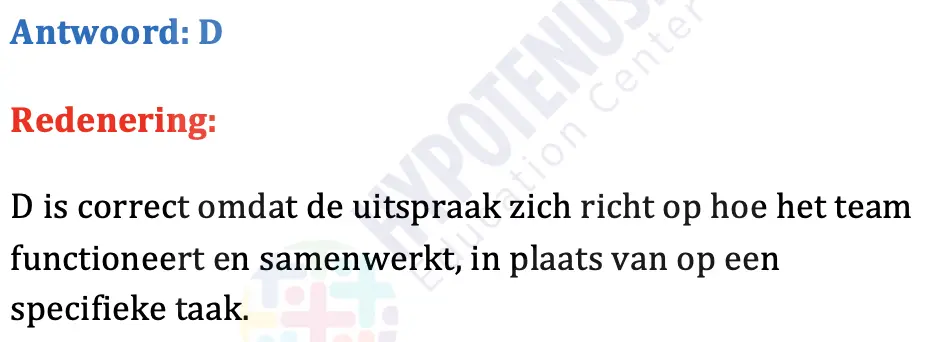 Antwoord: D
Redenering:
D is correct omdat de uitspraak zich richt op hoe het team
functioneert en samenwerkt, in plaats van op een
specifieke taak.
HYPOTENUS
Education Center